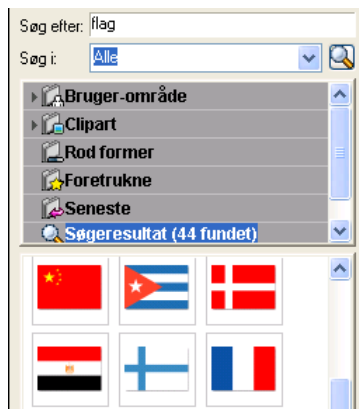 Søg efter: flag
Søg i: Alle
Bruger-område
Clipart
Rod former
Foretrukne
Seneste
Søgeresultat (44 fundet)